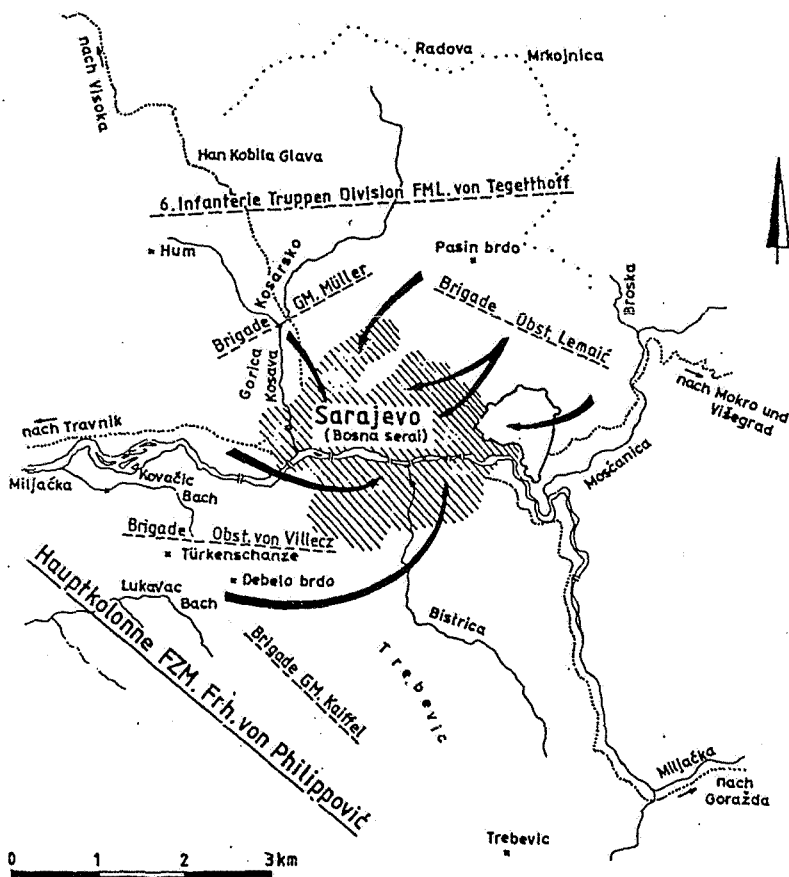 Radova
Mrkojnica
nach Visoka
Han Kobila Glava
6. Infanterie Truppen Division FML. von Tegetthoff
Hum
Pasin brdo
Kosarsko
Broska
Brigade GM. Müller
Brigade Obst. Lemaić
Gorica
Kosava
nach Mokro und
Višegrad
nach Travnik
Sarajevo
(Bosna serai)
Miljačka
Kovačic
Bach
Mošćanica
Brigade Obst. von Villecz
Türkenschanze
Debelo brdo
Lukavac
Bach
Bistrica
Hauptkolonne FZM. Frh. von Philippović
Brigade GM. Kaiffel
Trebevic
Miljačka
nach
Goražda
Trebevic
0 1 2 3 km